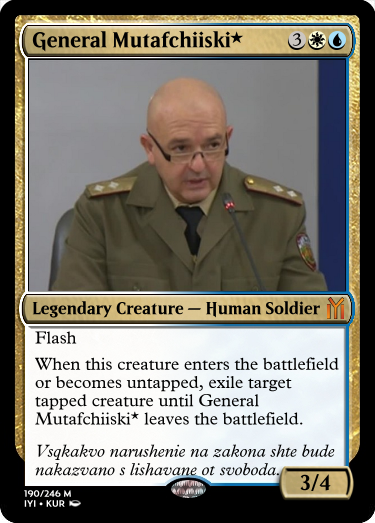 General Mutafchiiski★ 3
Legendary Creature — Human Soldier
Flash
When this creature enters the battlefield
or becomes untapped, exile target
tapped creature until General
Mutafchiiski★ leaves the battlefield.
Vsqkakvo narushenie na zakona shte bude
nakazvano s lishavane ot svoboda.
3/4
190/246 M
IYI • KUR